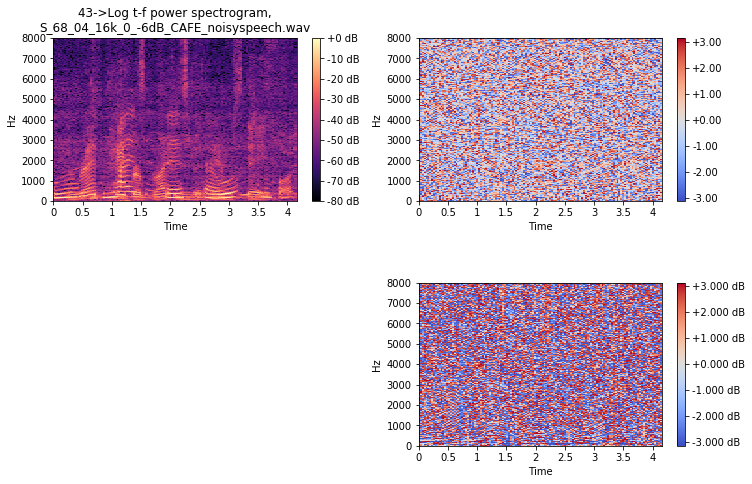 43->Log t-f power spectrogram,
S_68_04_16k_0_-6dB_CAFE_noisyspeech.wav
8000
7000
6000
5000
4000
3000
2000
1000
0
Hz
0 0.5 1 1.5 2 2.5 3 3.5 4
Time
+0 dB
-10 dB
-20 dB
-30 dB
-40 dB
-50 dB
-60 dB
-70 dB
-80 dB
8000
7000
6000
5000
4000
3000
2000
1000
0
Hz
0 0.5 1 1.5 2 2.5 3 3.5 4
Time
+3.00
+2.00
+1.00
+0.00
-1.00
-2.00
-3.00
8000
7000
6000
5000
4000
3000
2000
1000
0
Hz
0 0.5 1 1.5 2 2.5 3 3.5 4
Time
+3.000 dB
+2.000 dB
+1.000 dB
+0.000 dB
-1.000 dB
-2.000 dB
-3.000 dB